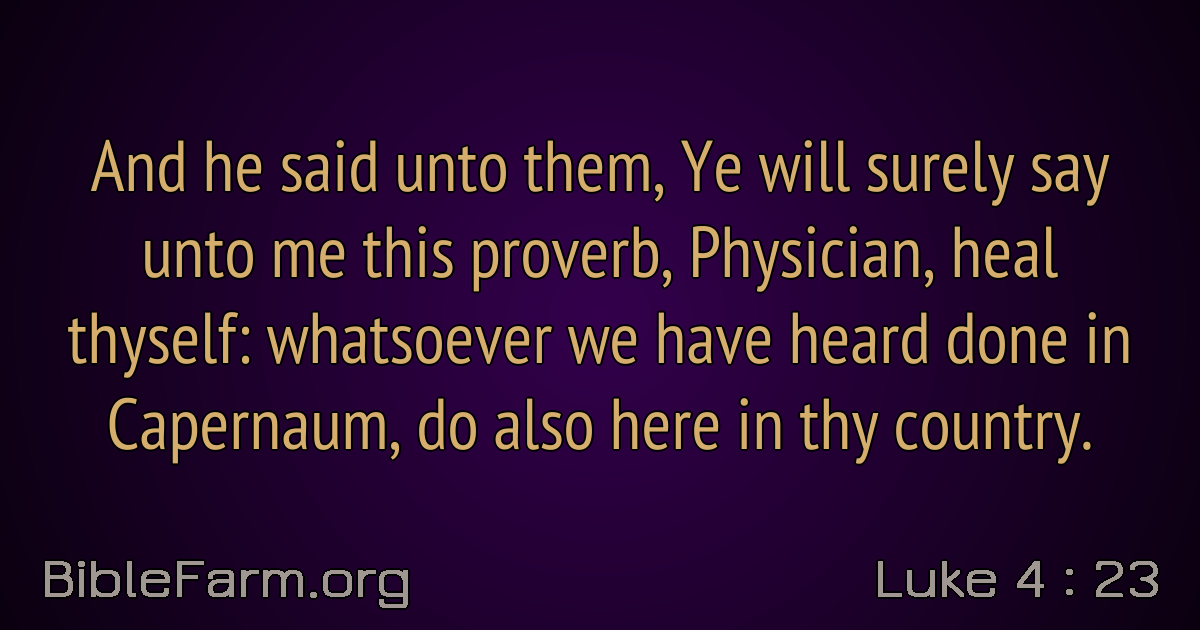 And he said unto them, Ye will surely say
unto me this proverb, Physician, heal
thyself: whatsoever we have heard done in
Capernaum, do also here in thy country.
BibleFarm.org
Luke 4 : 23